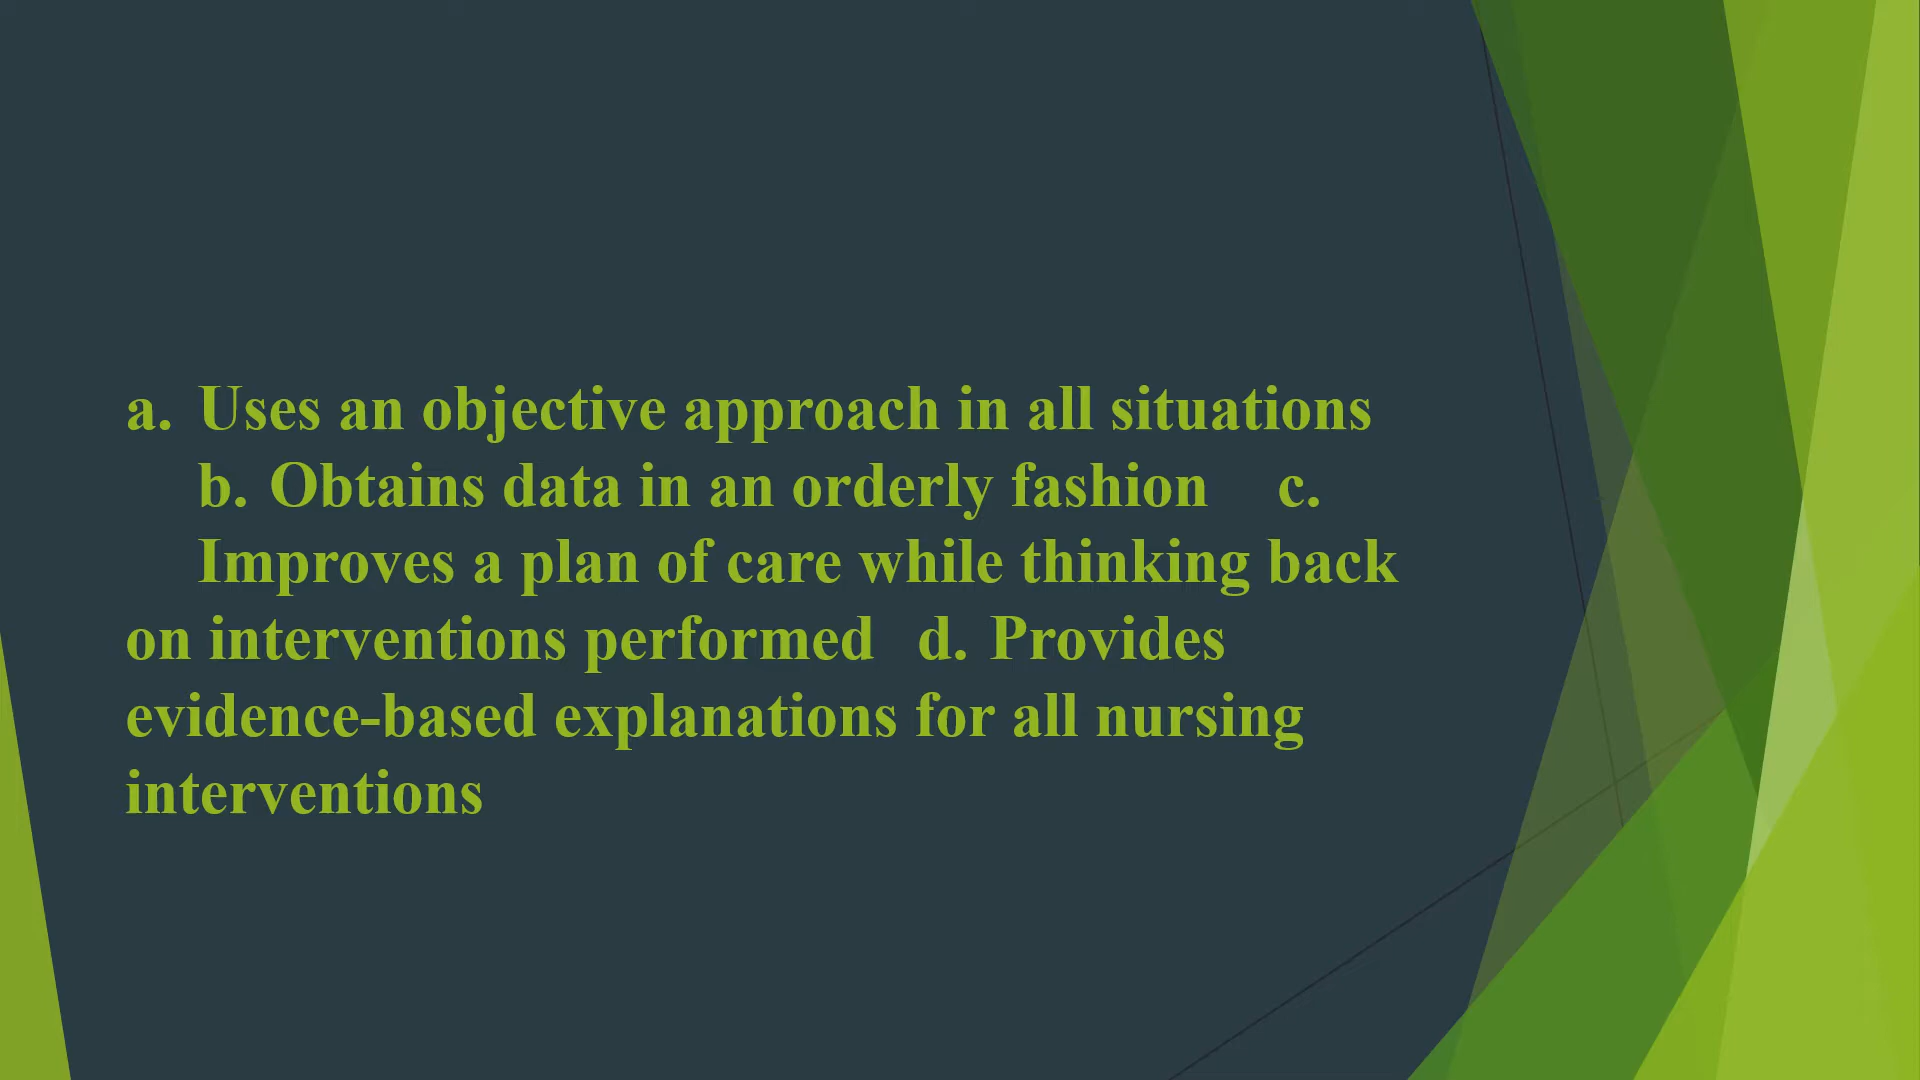 a. Uses an objective approach in all situations
b. Obtains data in an orderly fashion c.
Improves a plan of care while thinking back
on interventions performed d. Provides
evidence-based explanations for all nursing
interventions